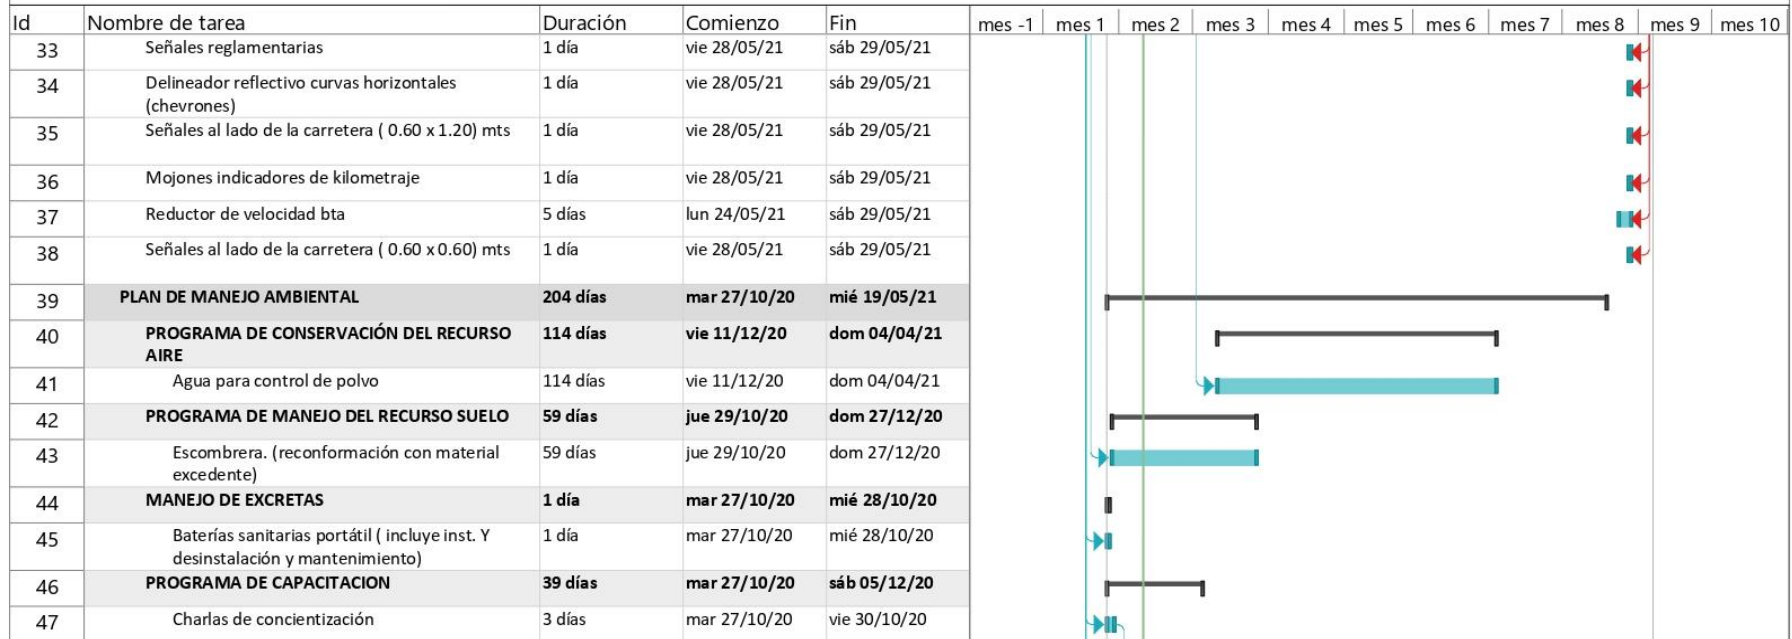 Id Nombre de tarea Duración Comienzo Fin mes -1 mes 1 mes 2 mes 3 mes 4 mes 5 mes 6 mes 7 mes 8 mes 9 mes 10
33 Señales reglamentarias 1 día vie 28/05/21 sáb 29/05/21
34 Delineador reflectivo curvas horizontales 1 día vie 28/05/21 sáb 29/05/21
(chevrones)
35 Señales al lado de la carretera ( 0.60 x 1.20) mts 1 día vie 28/05/21 sáb 29/05/21
36 Mojones indicadores de kilometraje 1 día vie 28/05/21 sáb 29/05/21
37 Reductor de velocidad bta 5 días lun 24/05/21 sáb 29/05/21
38 Señales al lado de la carretera ( 0.60 x 0.60) mts 1 día vie 28/05/21 sáb 29/05/21
39 PLAN DE MANEJO AMBIENTAL 204 días mar 27/10/20 mié 19/05/21
40 PROGRAMA DE CONSERVACIÓN DEL RECURSO 114 días vie 11/12/20 dom 04/04/21
AIRE
41 Agua para control de polvo 114 días vie 11/12/20 dom 04/04/21
42 PROGRAMA DE MANEJO DEL RECURSO SUELO 59 días jue 29/10/20 dom 27/12/20
43 Escombrera. (reconformación con material 59 días jue 29/10/20 dom 27/12/20
excedente)
44 MANEJO DE EXCRETAS 1 día mar 27/10/20 mié 28/10/20
45 Baterías sanitarias portátil ( incluye inst. Y 1 día mar 27/10/20 mié 28/10/20
desinstalación y mantenimiento)
46 PROGRAMA DE CAPACITACION 39 días mar 27/10/20 sáb 05/12/20
47 Charlas de concientización 3 días mar 27/10/20 vie 30/10/20